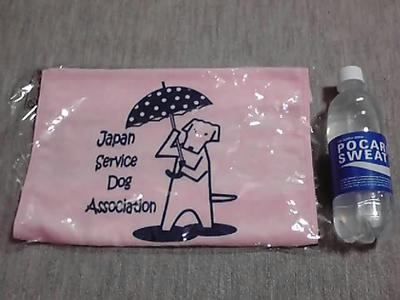 Japan
Service
Dog
Association
POCARI
SWEAT